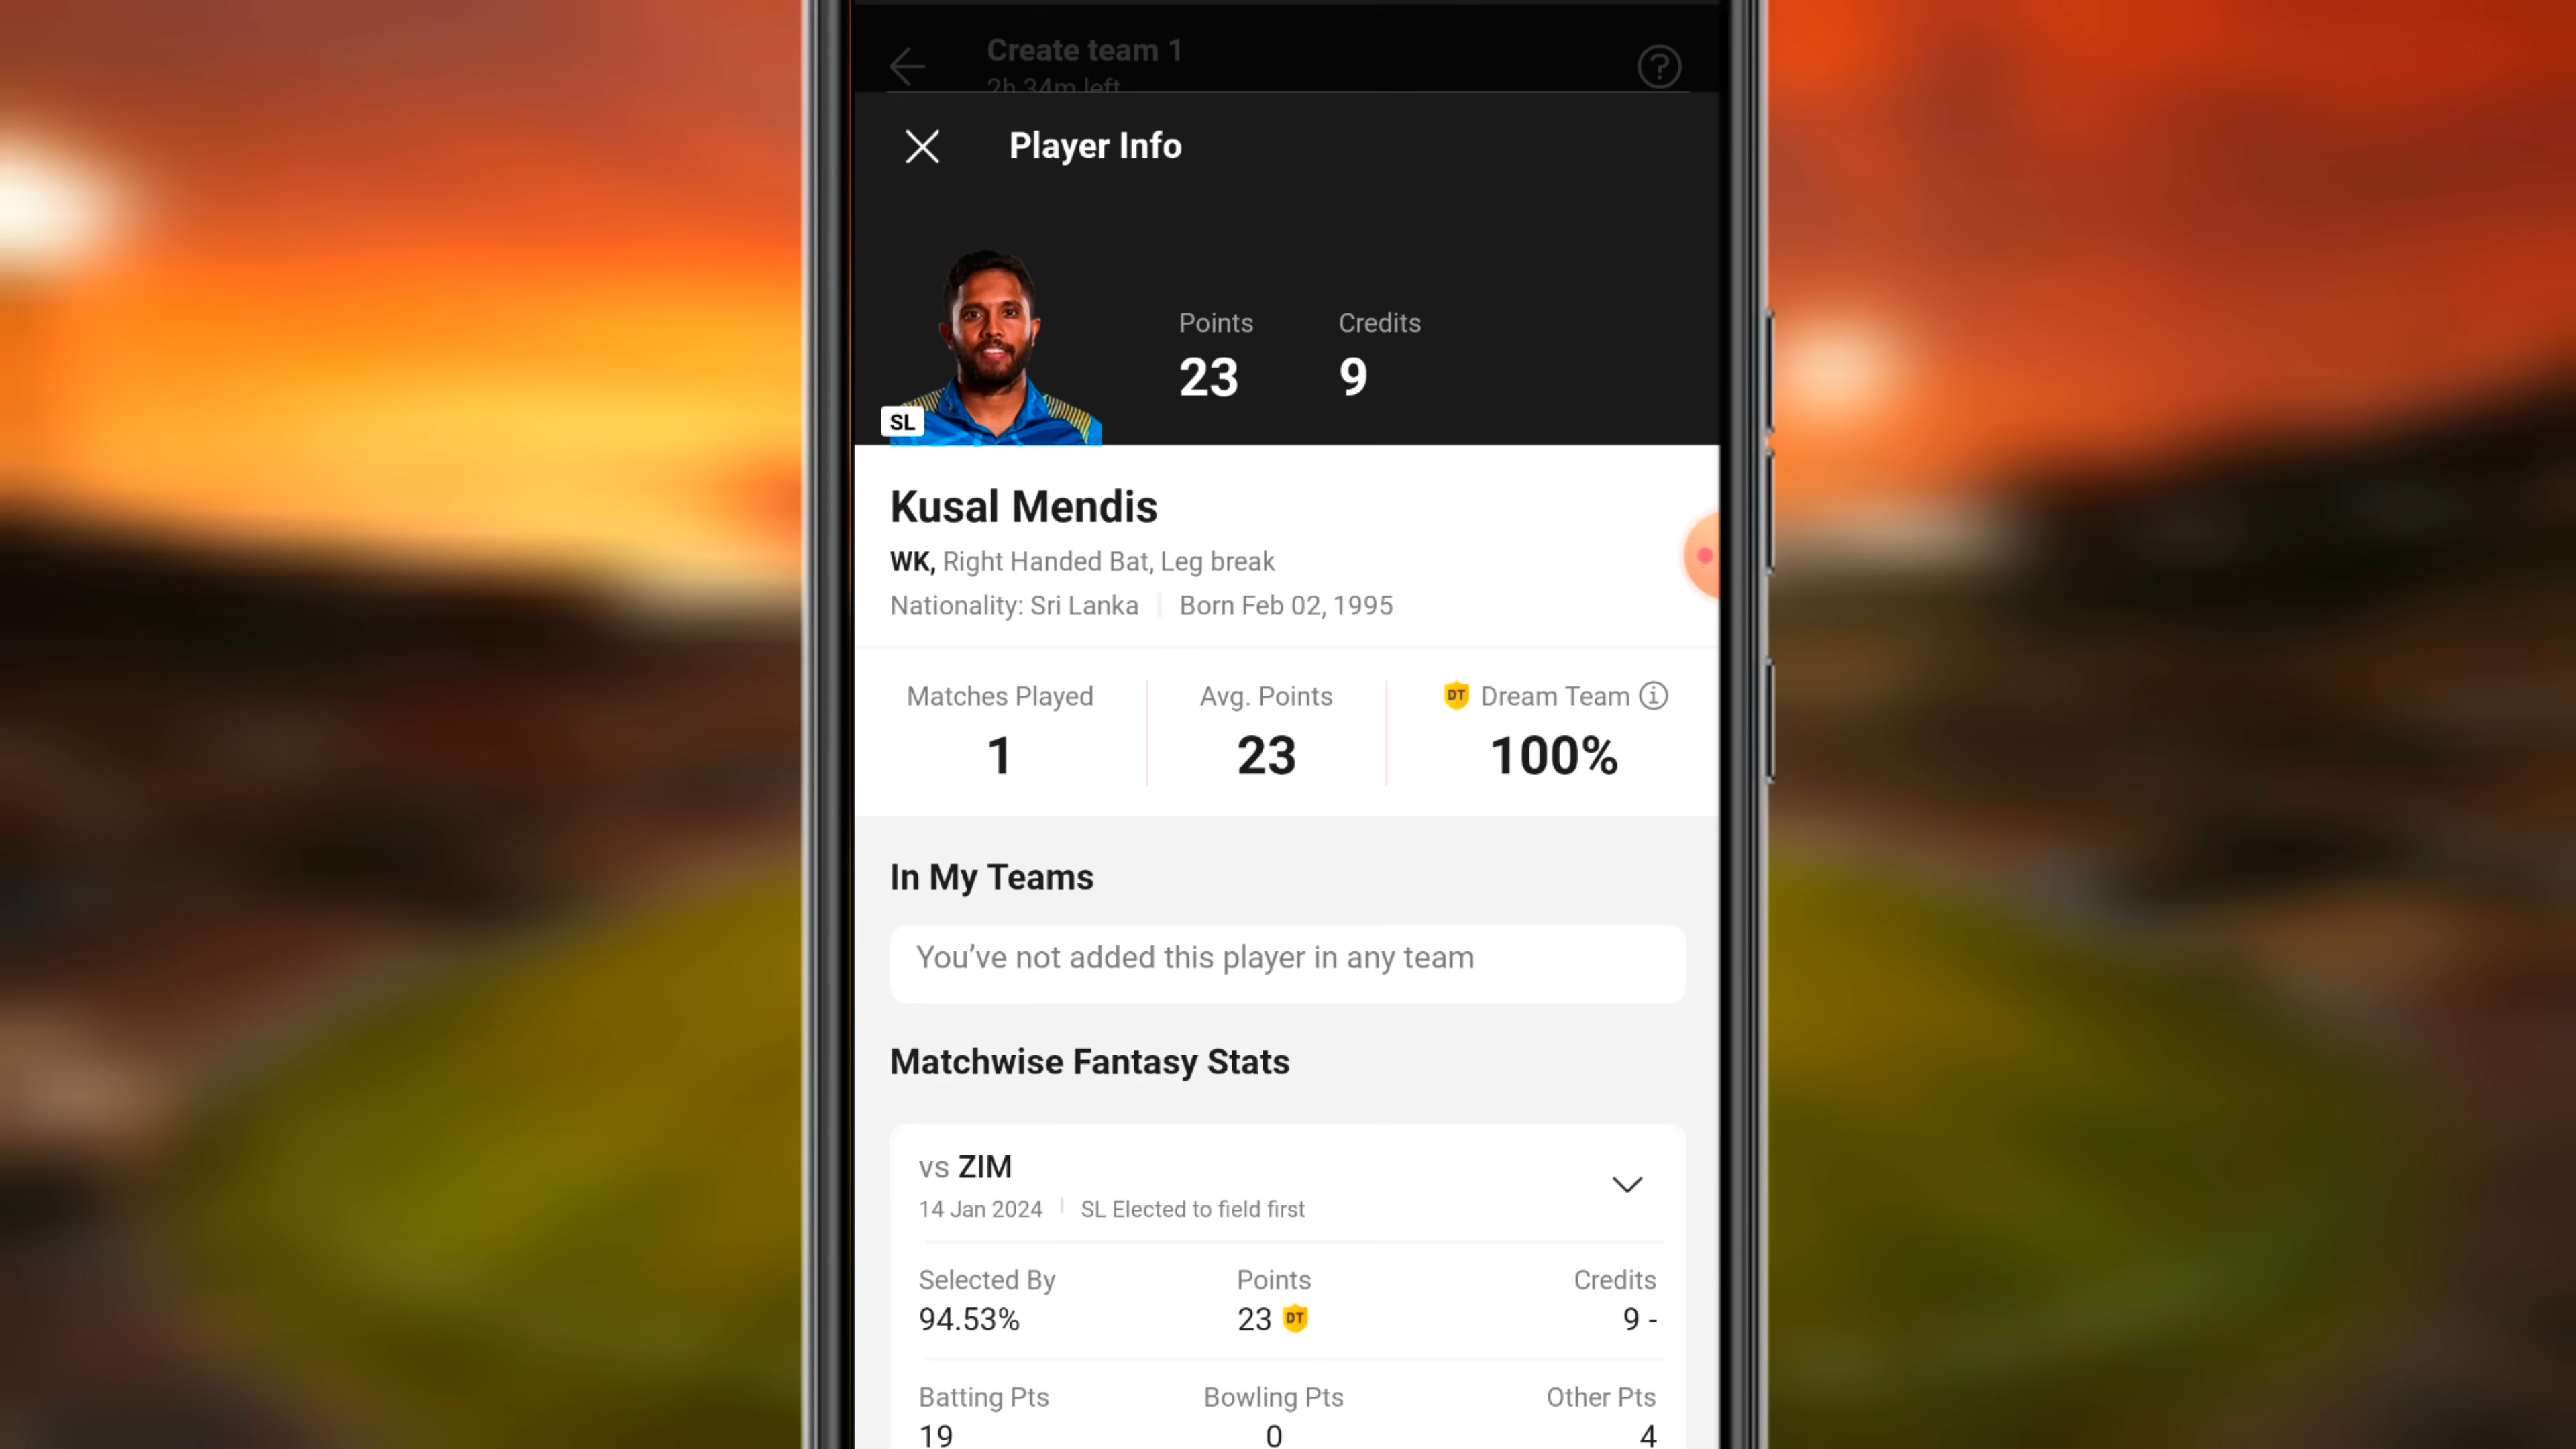 Create team 1
2h 34m left
Player Info
Points
Credits
23
9
SL
Kusal Mendis
WK, Right Handed Bat, Leg break
Nationality: Sri Lanka
Born Feb 02, 1995
Matches Played
Avg. Points
DT Dream Team
1
23
100%
In My Teams
You’ve not added this player in any team
Matchwise Fantasy Stats
vs ZIM
14 Jan 2024
SL Elected to field first
Selected By
Points
Credits
94.53%
23 DT
9 -
Batting Pts
Bowling Pts
Other Pts
19
0
4